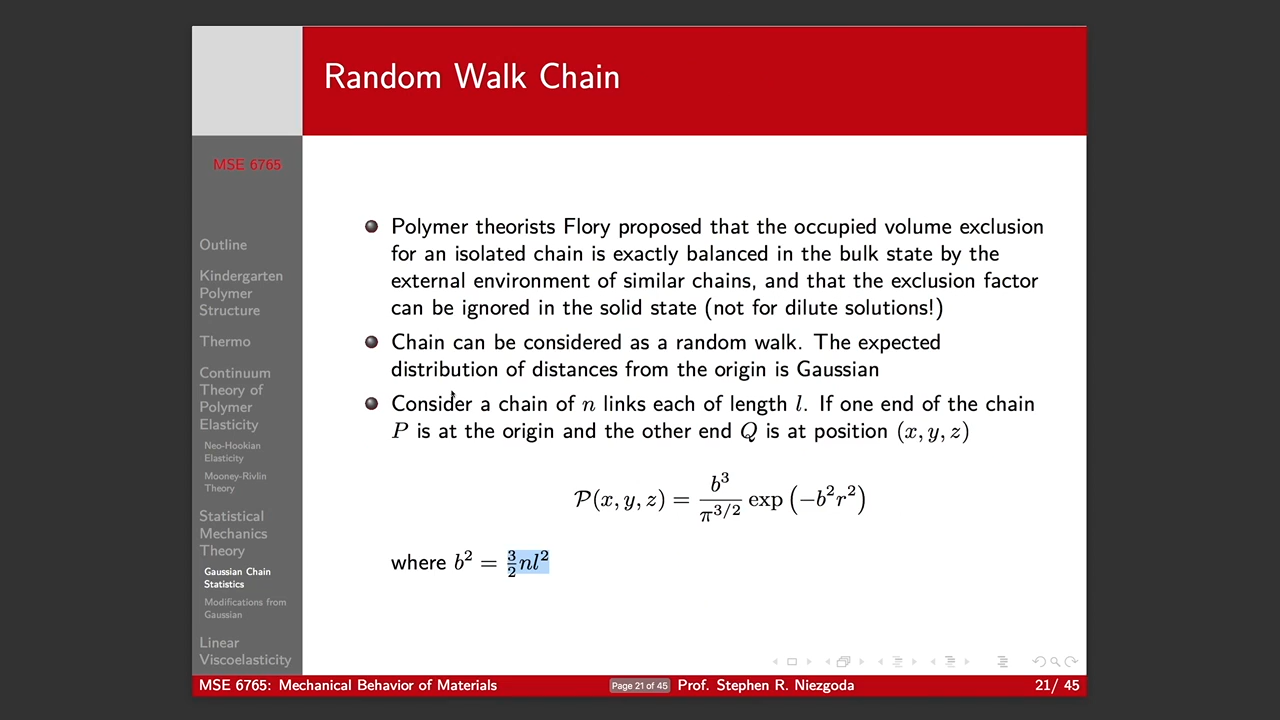 Random Walk Chain
MSE 6765
Outline
Kindergarten
Polymer
Structure
Thermo
Continuum
Theory of
Polymer
Elasticity
Neo-Hookian
Elasticity
Mooney-Rivlin
Theory
Statistical
Mechanics
Theory
Gaussian Chain
Statistics
Modifications from
Gaussian
Linear
Viscoelasticity
Polymer theorists Flory proposed that the occupied volume exclusion
for an isolated chain is exactly balanced in the bulk state by the
external environment of similar chains, and that the exclusion factor
can be ignored in the solid state (not for dilute solutions!)
Chain can be considered as a random walk. The expected
distribution of distances from the origin is Gaussian
Consider a chain of n links each of length l. If one end of the chain
P is at the origin and the other end Q is at position (x, y, z)
𝒫(x, y, z) = b³/π^{3/2} exp (−b²r²)
where b² = 3/2 nl²
MSE 6765: Mechanical Behavior of Materials
Page 21 of 45
Prof. Stephen R. Niezgoda
21/ 45